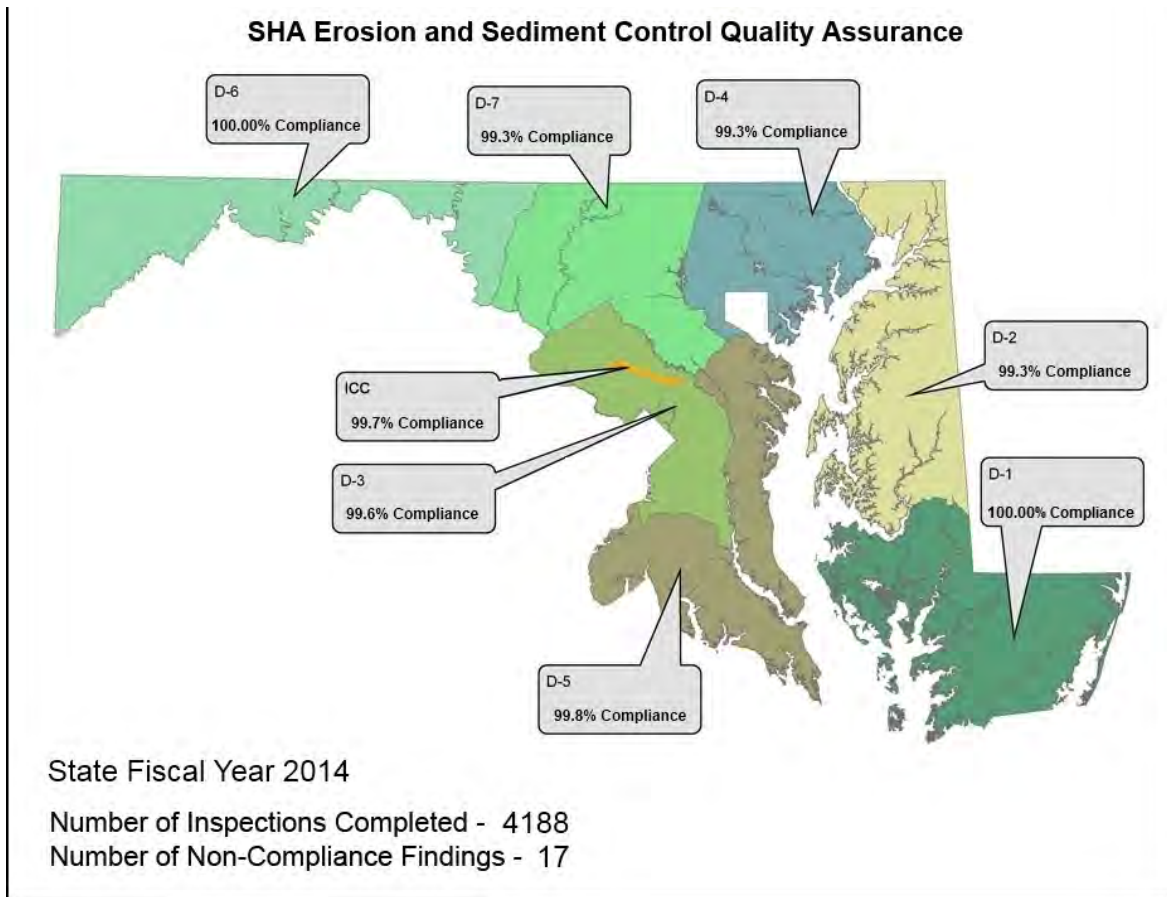 SHA Erosion and Sediment Control Quality Assurance
D-6
100.00% Compliance
D-7
99.3% Compliance
D-4
99.3% Compliance
D-2
99.3% Compliance
ICC
99.7% Compliance
D-3
99.6% Compliance
D-1
100.00% Compliance
D-5
99.8% Compliance
State Fiscal Year 2014
Number of Inspections Completed - 4188
Number of Non-Compliance Findings - 17